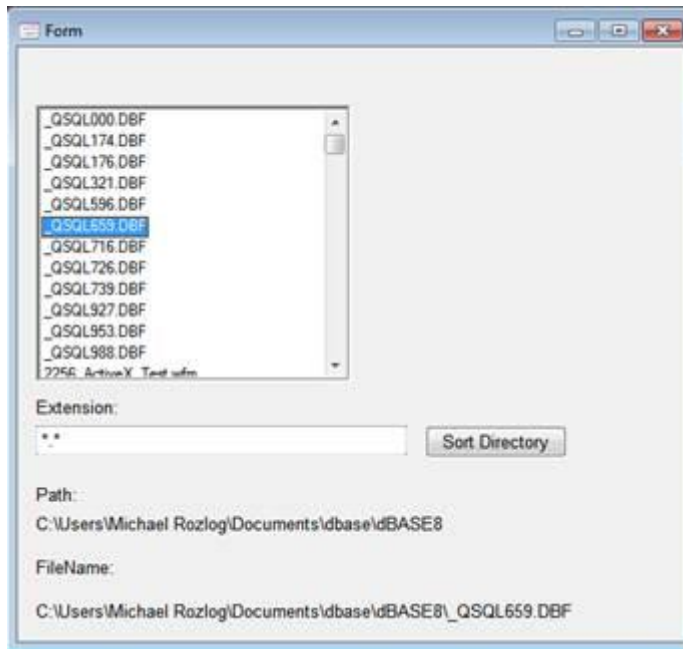 Form
_QSQL000.DBF
_QSQL174.DBF
_QSQL176.DBF
_QSQL321.DBF
_QSQL596.DBF
_QSQL659.DBF
_QSQL716.DBF
_QSQL726.DBF
_QSQL739.DBF
_QSQL927.DBF
_QSQL953.DBF
_QSQL988.DBF
2256_ActiveX_Test.wfm
Extension:
*.*
Sort Directory
Path:
C:\Users\Michael Rozlog\Documents\dbase\dBASE8
FileName:
C:\Users\Michael Rozlog\Documents\dbase\dBASE8\_QSQL659.DBF